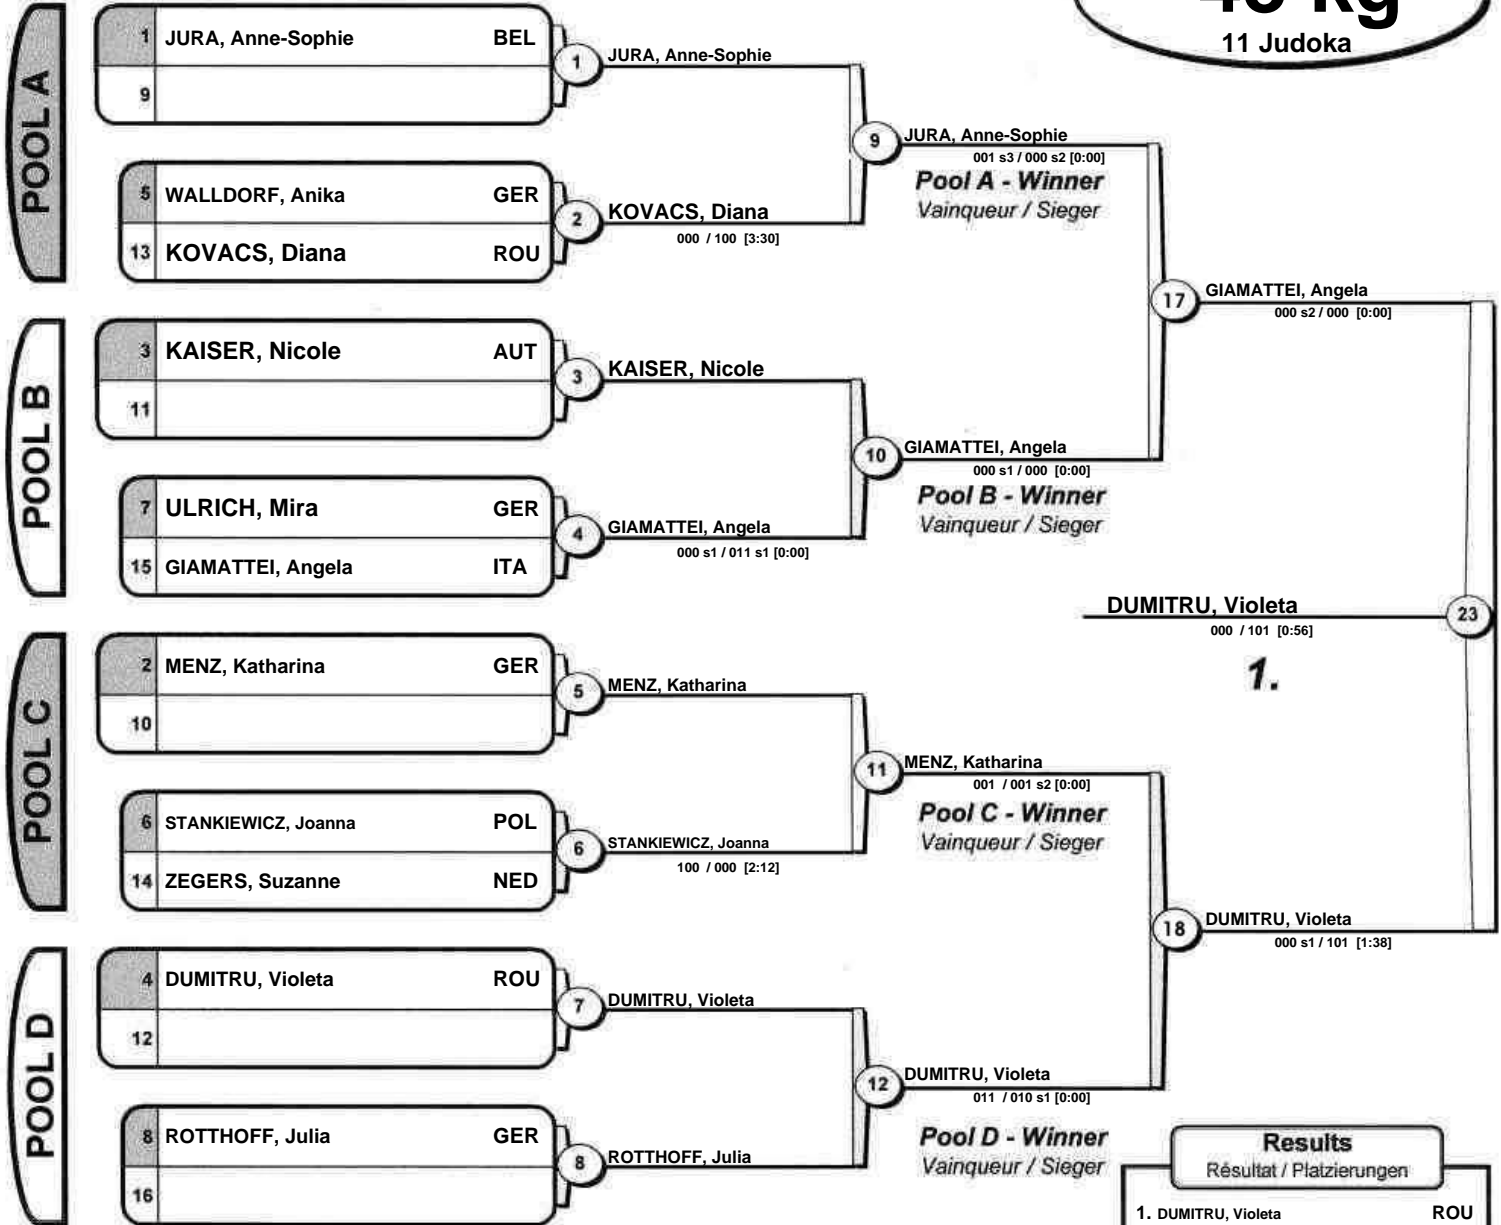 11 Judoka
POOL A
1 JURA, Anne-Sophie BEL
9
1 JURA, Anne-Sophie
5 WALLDORF, Anika GER
13 KOVACS, Diana ROU
2 KOVACS, Diana
000 / 100 [3:30]
9 JURA, Anne-Sophie
001 s3 / 000 s2 [0:00]
Pool A - Winner
Vainqueur / Sieger
17 GIAMATTEI, Angela
000 s2 / 000 [0:00]
POOL B
3 KAISER, Nicole AUT
11
3 KAISER, Nicole
7 ULRICH, Mira GER
15 GIAMATTEI, Angela ITA
4 GIAMATTEI, Angela
000 s1 / 011 s1 [0:00]
10 GIAMATTEI, Angela
000 s1 / 000 [0:00]
Pool B - Winner
Vainqueur / Sieger
DUMITRU, Violeta 23
000 / 101 [0:56]
1.
POOL C
2 MENZ, Katharina GER
10
5 MENZ, Katharina
6 STANKIEWICZ, Joanna POL
14 ZEGERS, Suzanne NED
6 STANKIEWICZ, Joanna
100 / 000 [2:12]
11 MENZ, Katharina
001 / 001 s2 [0:00]
Pool C - Winner
Vainqueur / Sieger
18 DUMITRU, Violeta
000 s1 / 101 [1:38]
POOL D
4 DUMITRU, Violeta ROU
12
7 DUMITRU, Violeta
8 ROTTHOFF, Julia GER
16
8 ROTTHOFF, Julia
12 DUMITRU, Violeta
011 / 010 s1 [0:00]
Pool D - Winner
Vainqueur / Sieger
Results
Résultat / Platzierungen
1. DUMITRU, Violeta ROU